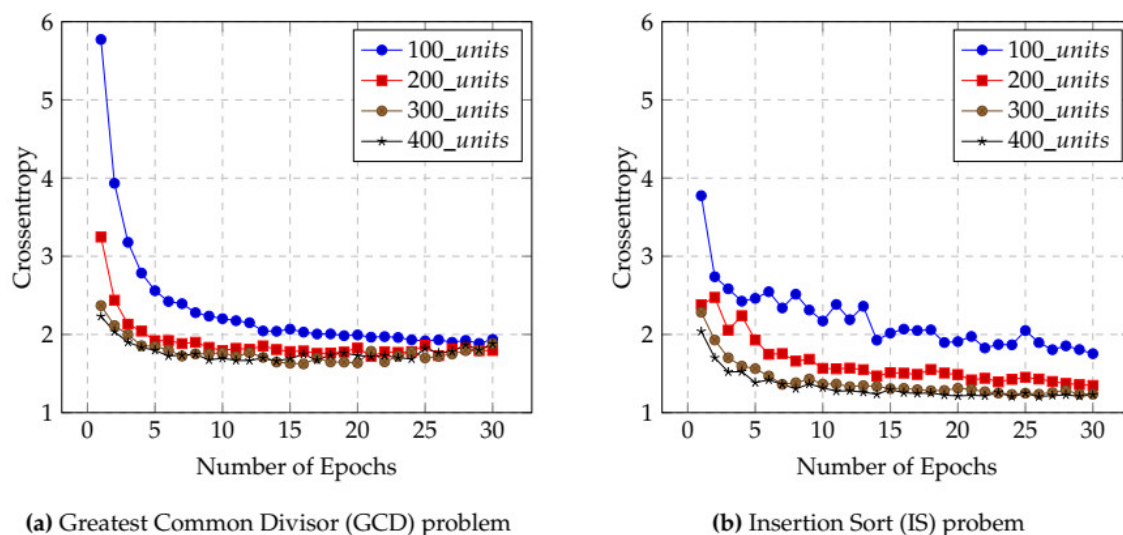 6
5
4
3
2
1
Crossentropy
0 5 10 15 20 25 30
Number of Epochs
100_units
200_units
300_units
400_units
(a) Greatest Common Divisor (GCD) problem
6
5
4
3
2
1
Crossentropy
0 5 10 15 20 25 30
Number of Epochs
100_units
200_units
300_units
400_units
(b) Insertion Sort (IS) probem